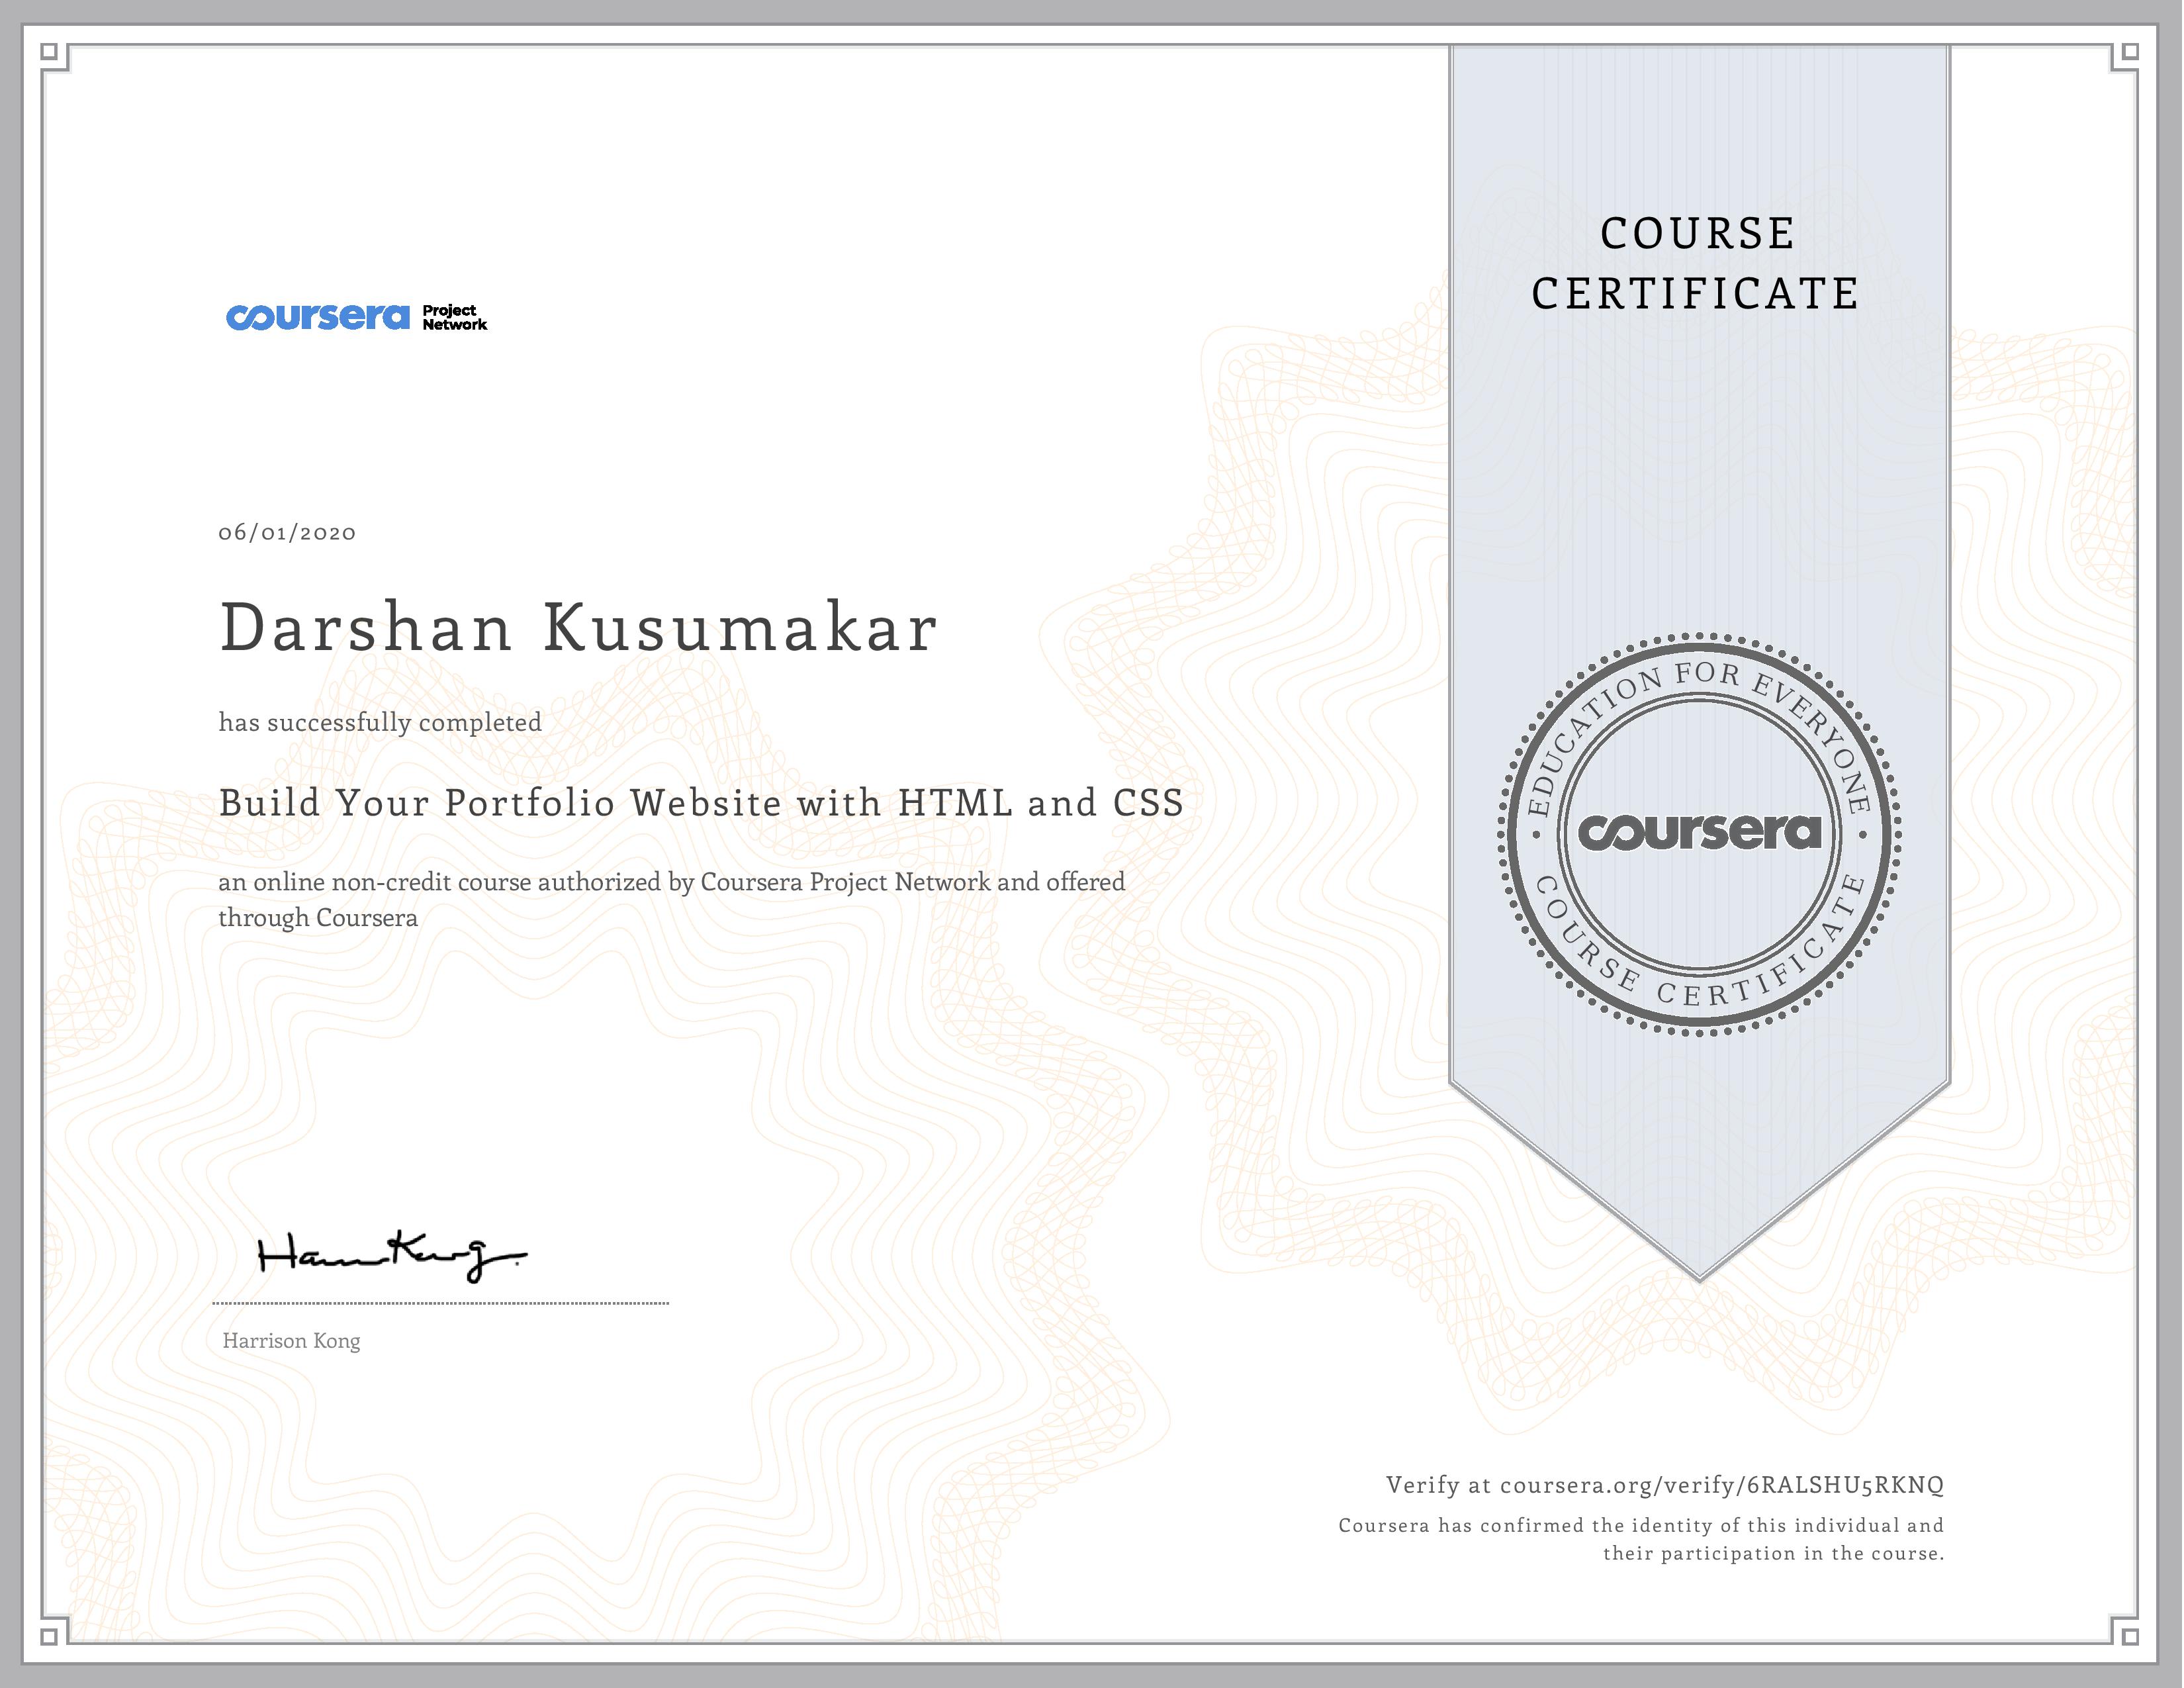 COURSE
CERTIFICATE
coursera Project
Network
06/01/2020
Darshan Kusumakar
has successfully completed
Build Your Portfolio Website with HTML and CSS
an online non-credit course authorized by Coursera Project Network and offered
through Coursera
EDUCATION FOR EVERYONE
coursera
COURSE CERTIFICATE
Harrison Kong
Verify at coursera.org/verify/6RALSHU5RKNQ
Coursera has confirmed the identity of this individual and
their participation in the course.